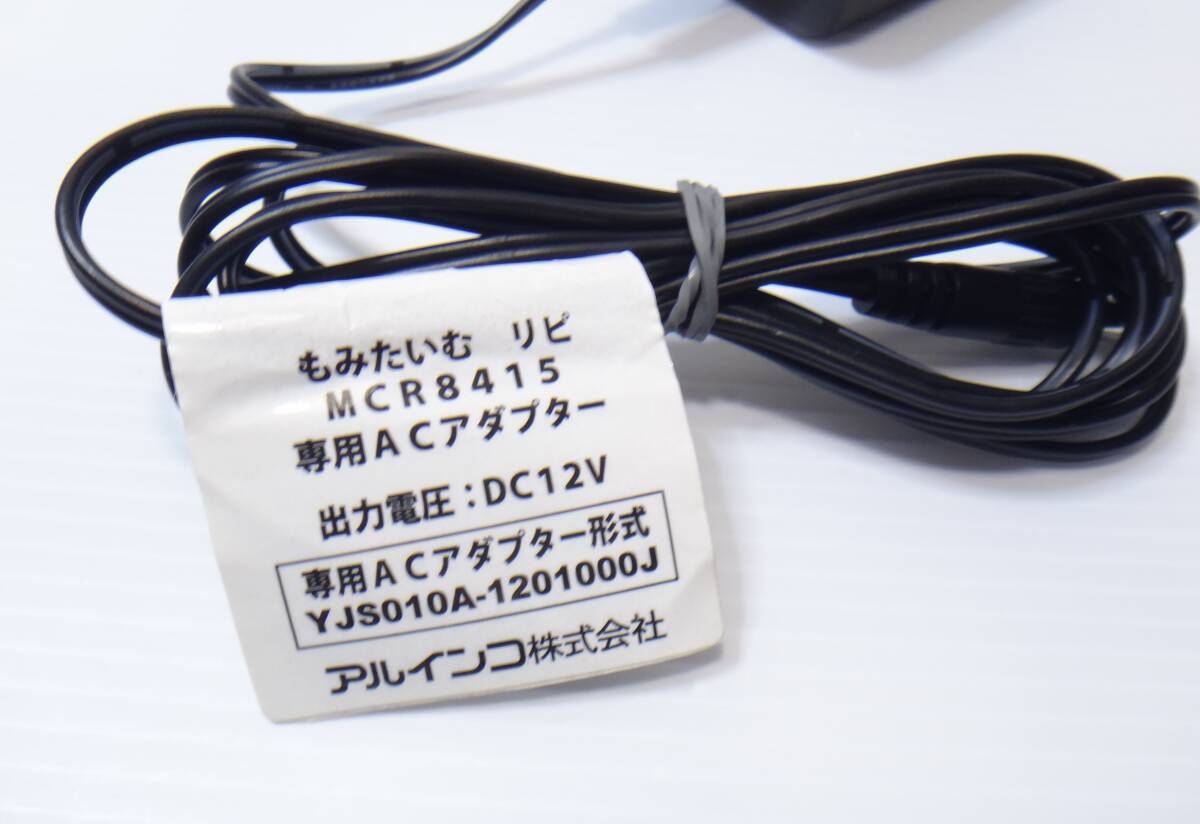 もみたいむ　リピ
ＭＣＲ８４１５
専用ＡＣアダプター
出力電圧：DC12V
専用ＡＣアダプター形式
YJS010A-1201000J
アルインコ株式会社